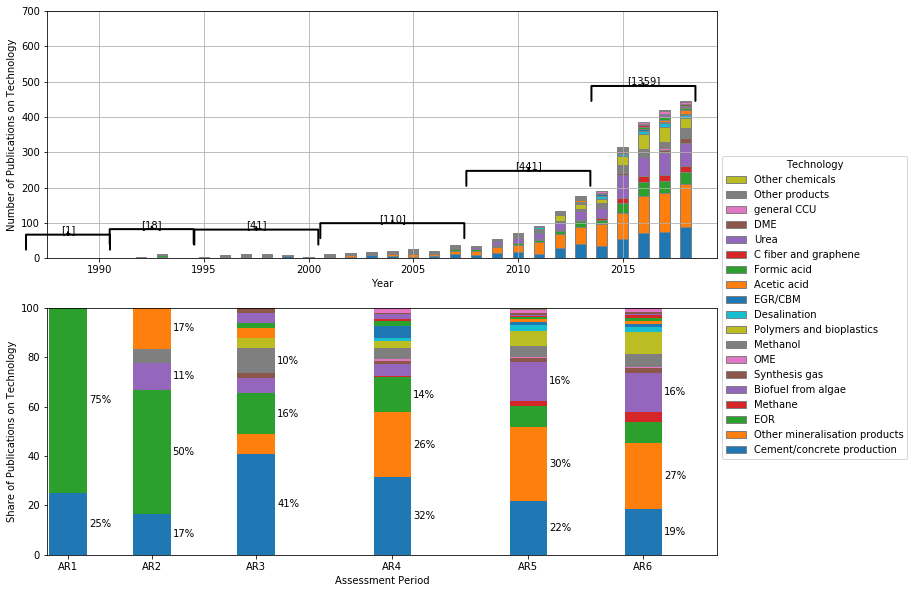 700
600
500
400
300
200
100
0
Number of Publications on Technology
[1]
[18]
[41]
[110]
[441]
[1359]
1990
1995
2000
2005
2010
2015
Year
Technology
Other chemicals
Other products
general CCU
DME
Urea
C fiber and graphene
Formic acid
Acetic acid
EGR/CBM
Desalination
Polymers and bioplastics
Methanol
OME
Synthesis gas
Biofuel from algae
Methane
EOR
Other mineralisation products
Cement/concrete production
100
80
60
40
20
0
Share of Publications on Technology
75%
25%
92%
11%
50%
17%
10%
16%
41%
14%
26%
32%
16%
30%
22%
16%
27%
19%
AR1
AR2
AR3
AR4
AR5
AR6
Assessment Period